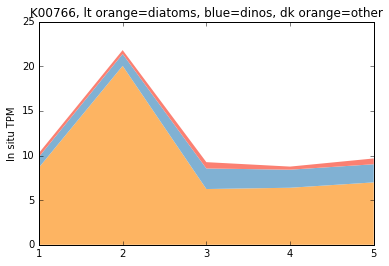 K00766, lt orange=diatoms, blue=dinos, dk orange=other
25
20
15
10
5
0
In situ TPM
1 2 3 4 5